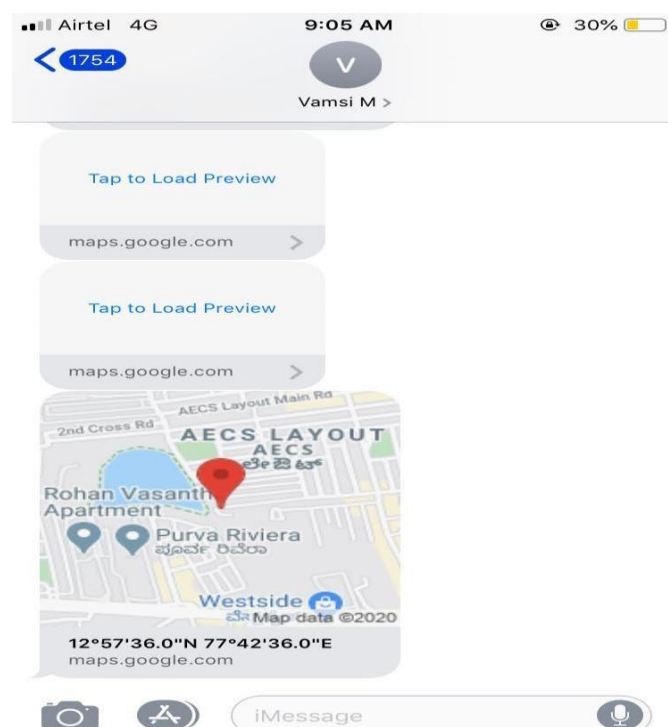 Airtel 4G 9:05 AM 30%
1754
V
Vamsi M >
Tap to Load Preview
maps.google.com
Tap to Load Preview
maps.google.com
AECS Layout Main Rd
2nd Cross Rd
AECS LAYOUT
AECS
ಲೇಔಟ್
Rohan Vasanth
Apartment
Purva Riviera
ಪೂರ್ವ ರಿವೆರಾ
Westside
Map data ©2020
12°57'36.0"N 77°42'36.0"E
maps.google.com
iMessage